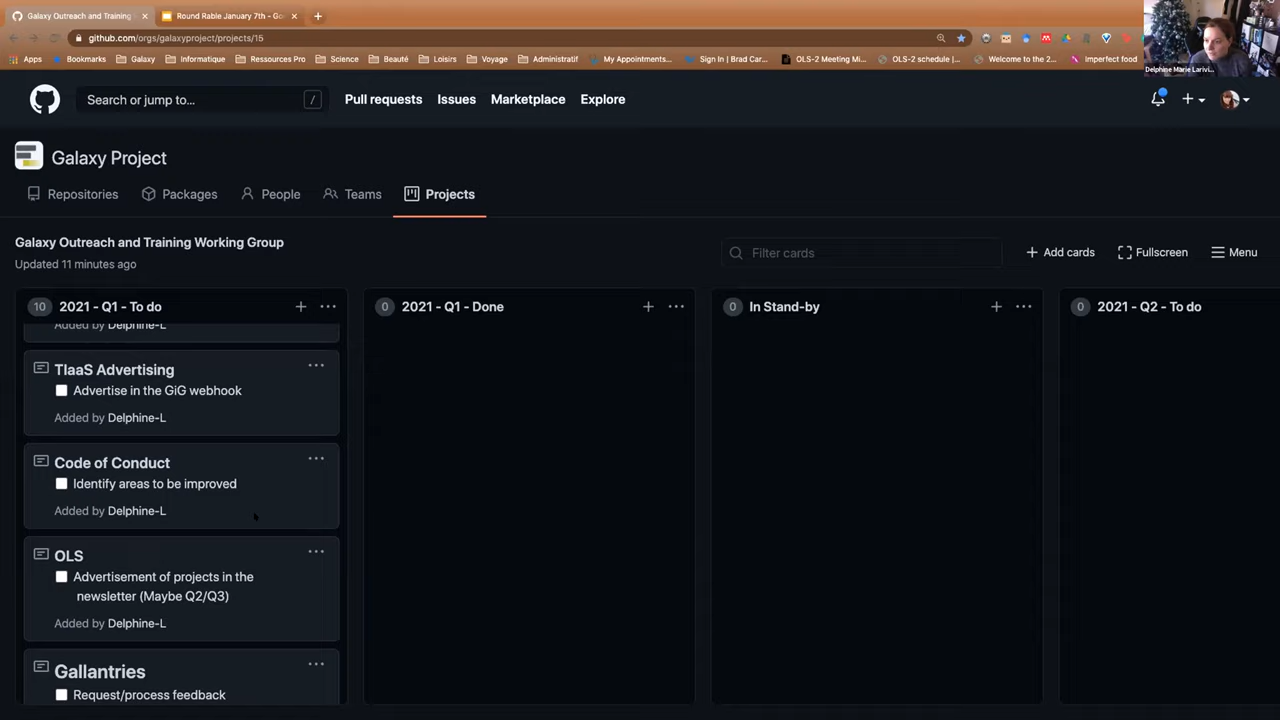 Galaxy Outreach and Training
Round Rable January 7th - Go
github.com/orgs/galaxyproject/projects/15
Apps
Bookmarks
Galaxy
Informatique
Ressources Pro
Science
Beauté
Loisirs
Voyage
Administratif
My Appointments...
Sign In | Brad Car...
OLS-2 Meeting Mi...
OLS-2 schedule |...
Welcome to the 2...
Imperfect food
Delphine Marie Larivi...
Search or jump to...
/
Pull requests
Issues
Marketplace
Explore
Galaxy Project
Repositories
Packages
People
Teams
Projects
Galaxy Outreach and Training Working Group
Updated 11 minutes ago
Filter cards
Add cards
Fullscreen
Menu
10 2021 - Q1 - To do
Added by Delphine-L
TIaaS Advertising
Advertise in the GiG webhook
Added by Delphine-L
Code of Conduct
Identify areas to be improved
Added by Delphine-L
OLS
Advertisement of projects in the
newsletter (Maybe Q2/Q3)
Added by Delphine-L
Gallantries
Request/process feedback
0 2021 - Q1 - Done
0 In Stand-by
0 2021 - Q2 - To do